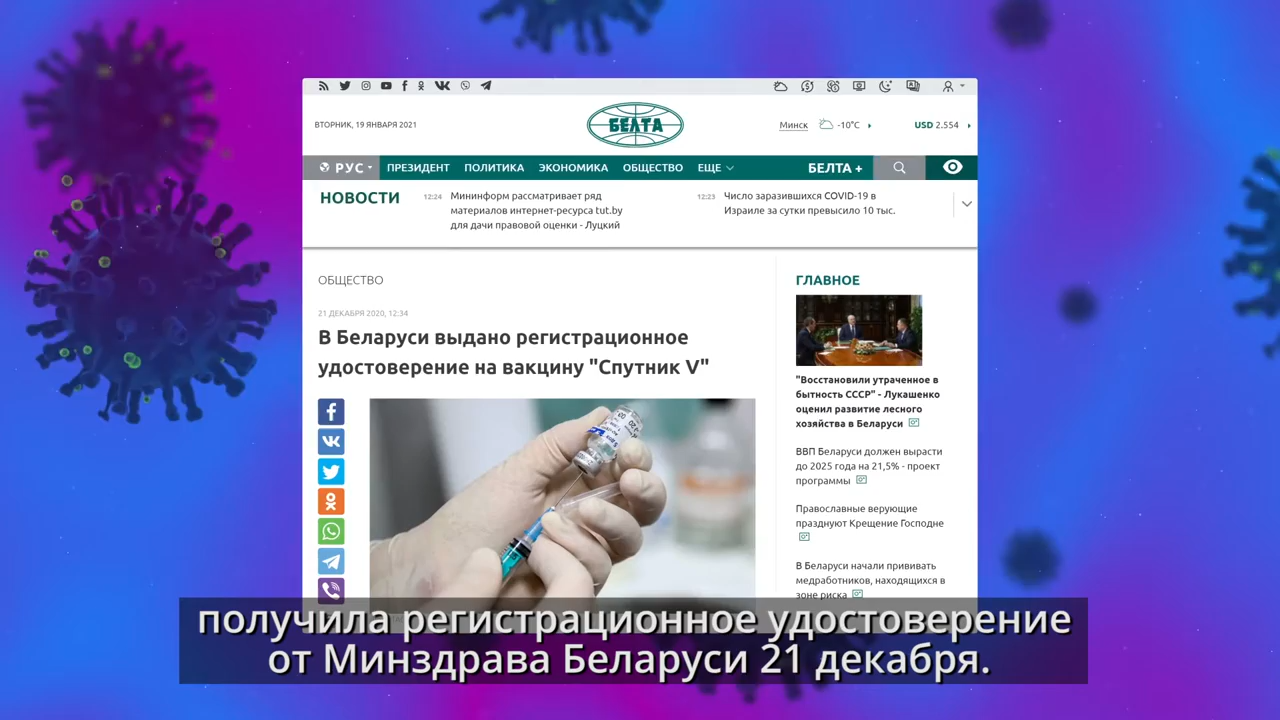 ВТОРНИК, 19 ЯНВАРЯ 2021
БЕЛТА
Минск
-10°C
USD 2.554
РУС
ПРЕЗИДЕНТ
ПОЛИТИКА
ЭКОНОМИКА
ОБЩЕСТВО
ЕЩЕ
БЕЛТА +
НОВОСТИ
12:24
Мининформ рассматривает ряд
материалов интернет-ресурса tut.by
для дачи правовой оценки - Луцкий
12:23
Число заразившихся COVID-19 в
Израиле за сутки превысило 10 тыс.
ОБЩЕСТВО
21 ДЕКАБРЯ 2020, 12:34
В Беларуси выдано регистрационное
удостоверение на вакцину "Спутник V"
ГЛАВНОЕ
"Восстановили утраченное в
бытность СССР" - Лукашенко
оценил развитие лесного
хозяйства в Беларуси
ВВП Беларуси должен вырасти
до 2025 года на 21,5% - проект
программы
Православные верующие
празднуют Крещение Господне
В Беларуси начали прививать
медработников, находящихся в
зоне риска
получила регистрационное удостоверение
от Минздрава Беларуси 21 декабря.